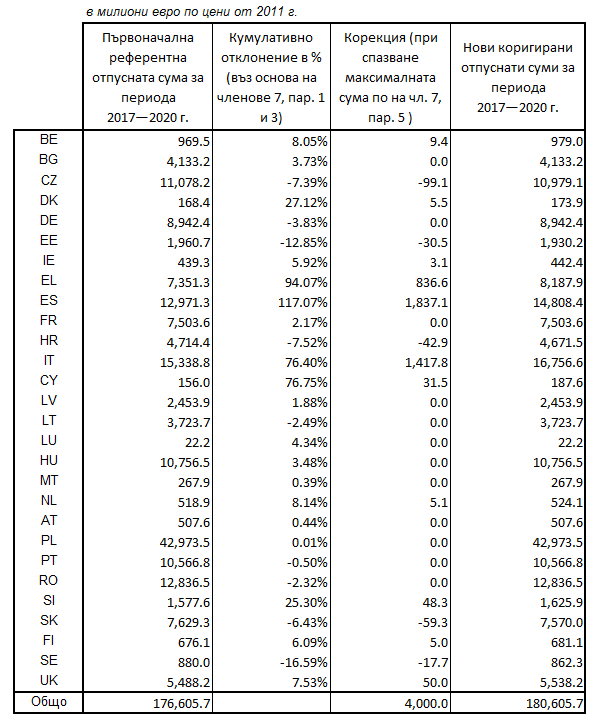 в милиони евро по цени от 2011 г.
Първоначална референтна отпусната сума за периода 2017—2020 г. Кумулативно отклонение в % (въз основа на членове 7, пар. 1 и 3) Корекция (при спазване максималната сума по на чл. 7, пар. 5 ) Нови коригирани отпуснати суми за периода 2017—2020 г.
BE 969.5 8.05% 9.4 979.0
BG 4,133.2 3.73% 0.0 4,133.2
CZ 11,078.2 -7.39% -99.1 10,979.1
DK 168.4 27.12% 5.5 173.9
DE 8,942.4 -3.83% 0.0 8,942.4
EE 1,960.7 -12.85% -30.5 1,930.2
IE 439.3 5.92% 3.1 442.4
EL 7,351.3 94.07% 836.6 8,187.9
ES 12,971.3 117.07% 1,837.1 14,808.4
FR 7,503.6 2.17% 0.0 7,503.6
HR 4,714.4 -7.52% -42.9 4,671.5
IT 15,338.8 76.40% 1,417.8 16,756.6
CY 156.0 76.75% 31.5 187.6
LV 2,453.9 1.88% 0.0 2,453.9
LT 3,723.7 -2.49% 0.0 3,723.7
LU 22.2 4.34% 0.0 22.2
HU 10,756.5 3.48% 0.0 10,756.5
MT 267.9 0.39% 0.0 267.9
NL 518.9 8.14% 5.1 524.1
AT 507.6 0.44% 0.0 507.6
PL 42,973.5 0.01% 0.0 42,973.5
PT 10,566.8 -0.50% 0.0 10,566.8
RO 12,836.5 -2.32% 0.0 12,836.5
SI 1,577.6 25.30% 48.3 1,625.9
SK 7,629.3 -6.43% -59.3 7,570.0
FI 676.1 6.09% 5.0 681.1
SE 880.0 -16.59% -17.7 862.3
UK 5,488.2 7.53% 50.0 5,538.2
Общо 176,605.7 4,000.0 180,605.7